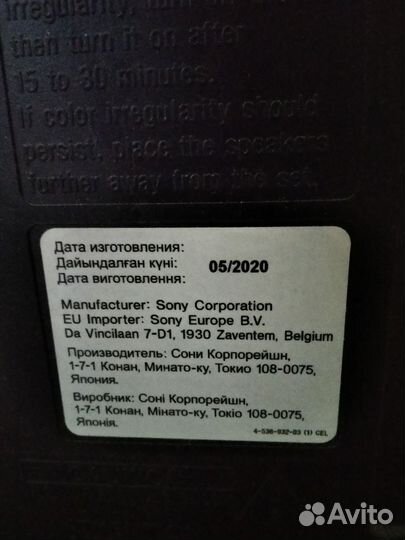 irregularity, turn
then turn it on after
15 to 30 minutes.
If color irregularity should
persist, place the speakers
further away from the set.
Дата изготовления:
Дайындалған күні: 05/2020
Дата виготовлення:
Manufacturer: Sony Corporation
EU Importer: Sony Europe B.V.
Da Vincilaan 7-D1, 1930 Zaventem, Belgium
Производитель: Сони Корпорейшн,
1-7-1 Конан, Минато-ку, Токио 108-0075,
Япония.
Виробник: Соні Корпорейшн,
1-7-1 Конан, Мінато-ку, Токіо 108-0075,
Японія.
4-536-932-03 (1) CEL
Avito